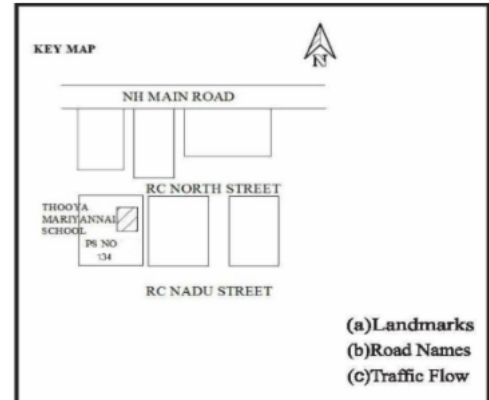 KEY MAP
N
NH MAIN ROAD
RC NORTH STREET
THOOYA
MARIYANNAI
SCHOOL
PS NO
134
RC NADU STREET
(a)Landmarks
(b)Road Names
(c)Traffic Flow